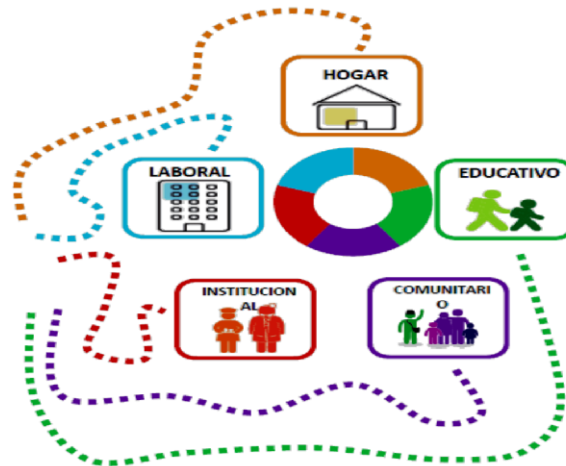 HOGAR
LABORAL
EDUCATIVO
INSTITUCION
AL
COMUNITARI
O